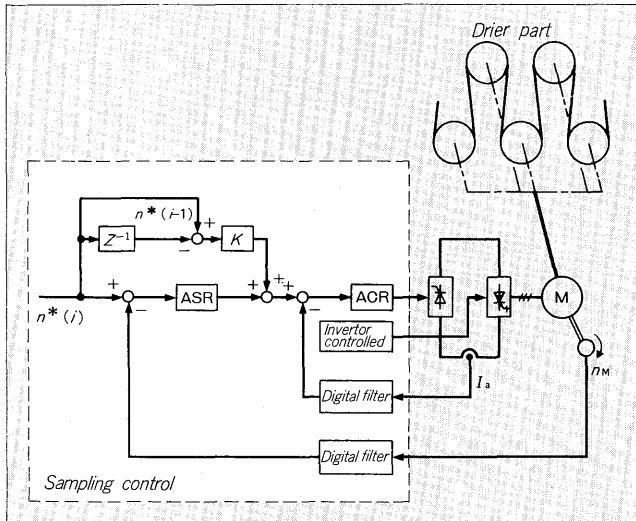 Drier part
n*(i-1)
+
Z⁻¹
−
+
K
+
−
ASR
+
+
+
−
ACR
M
n*(i)
Invertor
controlled
Ia
nM
Digital filter
Digital filter
Sampling control